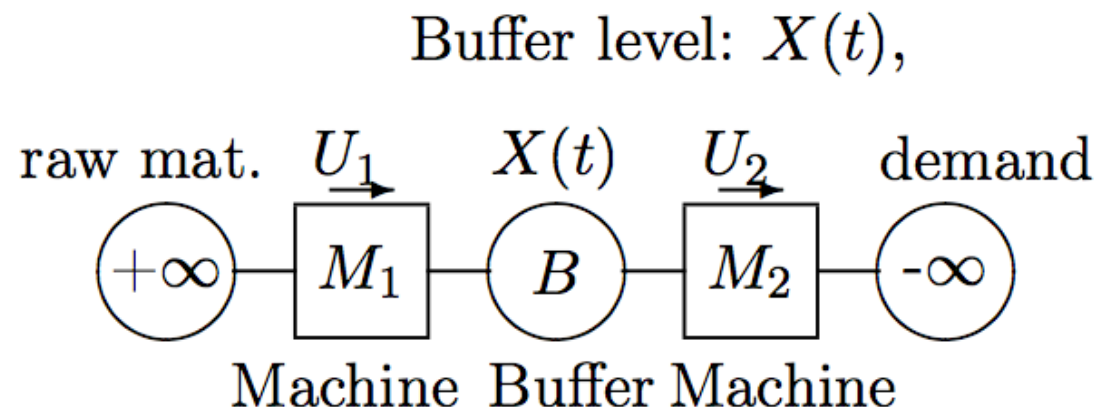 Buffer level: X(t),
raw mat. U₁ X(t) U₂ demand
+∞ M₁ B M₂ -∞
Machine Buffer Machine